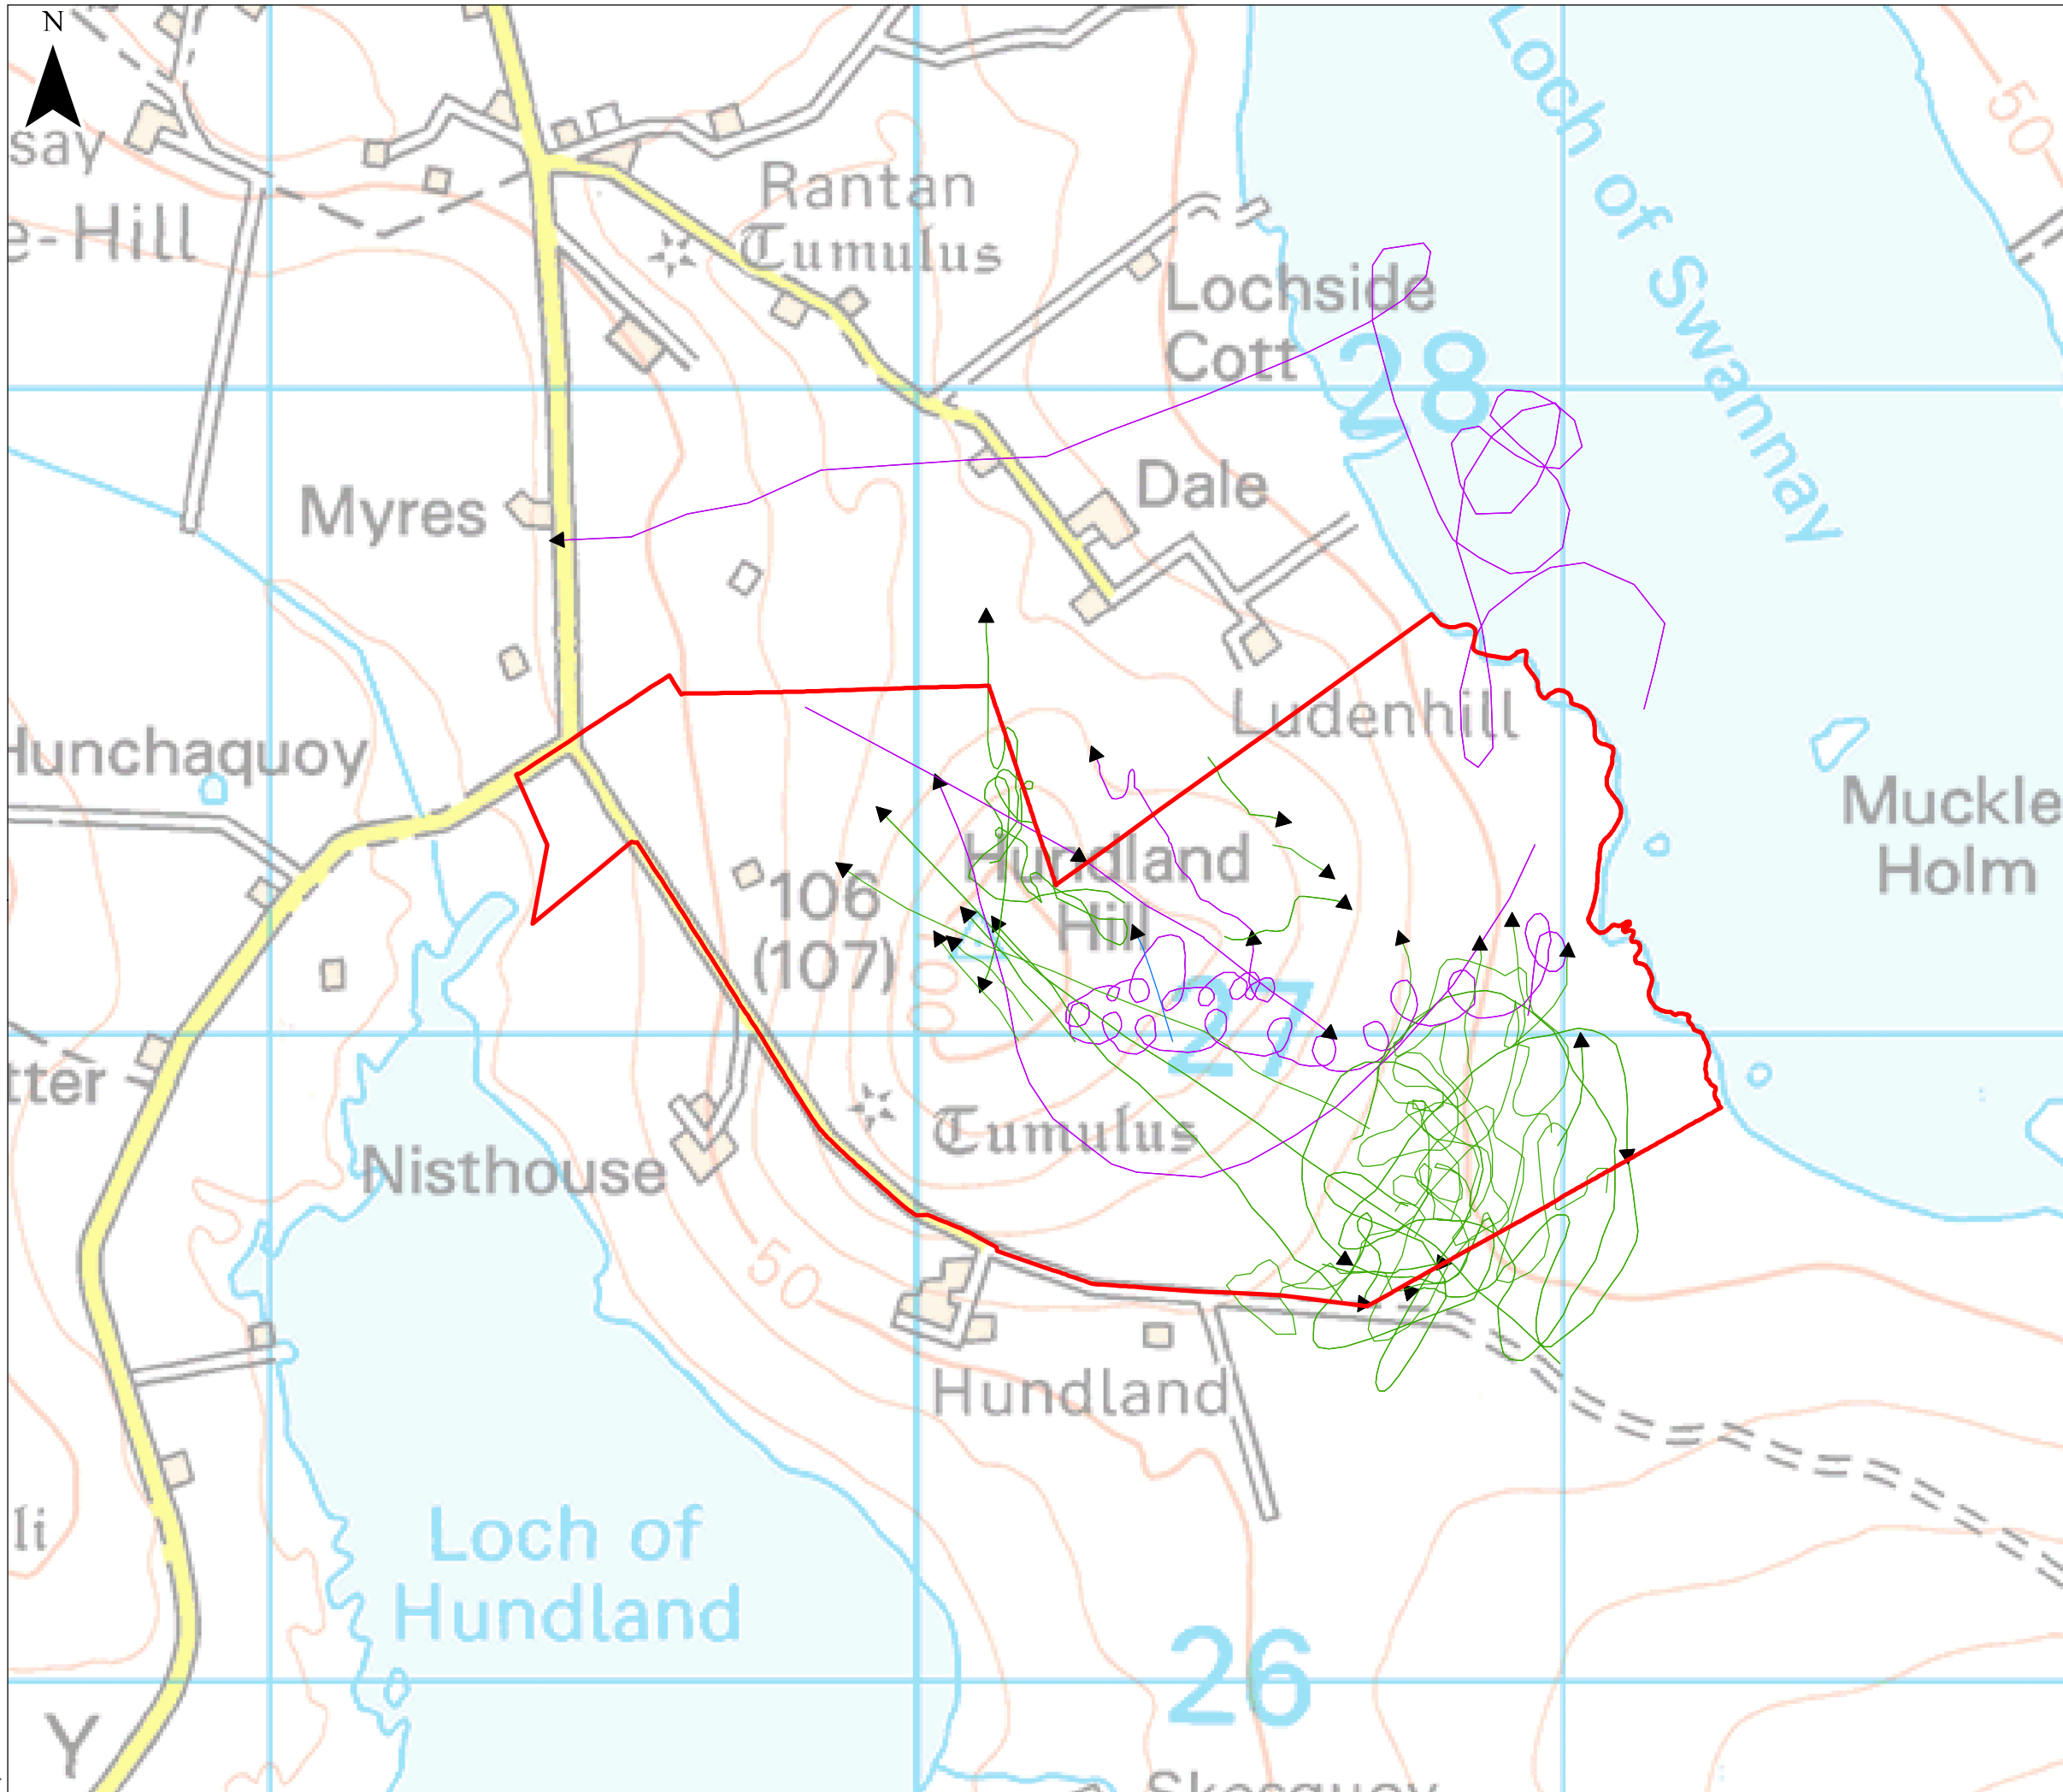 N
Loch of Swannay
50
say
Rantan
Tumulus
e-Hill
Lochside
Cott
28
Dale
Myres
Ludenhill
Hunchaquoy
Muckle
Holm
Hundland
Hill
106
(107)
27
tter
Tumulus
Nisthouse
50
Hundland
li
Loch of
Hundland
26
Y